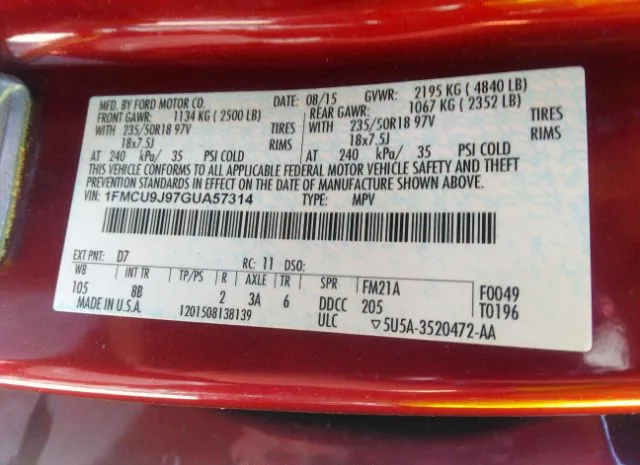 MFD. BY FORD MOTOR CO. DATE: 08/15 GVWR: 2195 KG ( 4840 LB)
FRONT GAWR: 1134 KG ( 2500 LB) REAR GAWR: 1067 KG ( 2352 LB)
WITH 235/50R18 97V TIRES WITH 235/50R18 97V TIRES
18x7.5J RIMS 18x7.5J RIMS
AT 240 kPa/ 35 PSI COLD AT 240 kPa/ 35 PSI COLD
THIS VEHICLE CONFORMS TO ALL APPLICABLE FEDERAL MOTOR VEHICLE SAFETY AND THEFT
PREVENTION STANDARDS IN EFFECT ON THE DATE OF MANUFACTURE SHOWN ABOVE.
VIN: 1FMCU9J97GUA57314 TYPE: MPV
EXT PNT: D7 RC: 11 DSO:
WB INT TR TP/PS R AXLE TR SPR FM21A F0049
105 8B 2 3A 6 DDCC 205 T0196
MADE IN U.S.A. 1201508138139 ULC ▽5U5A-3520472-AA